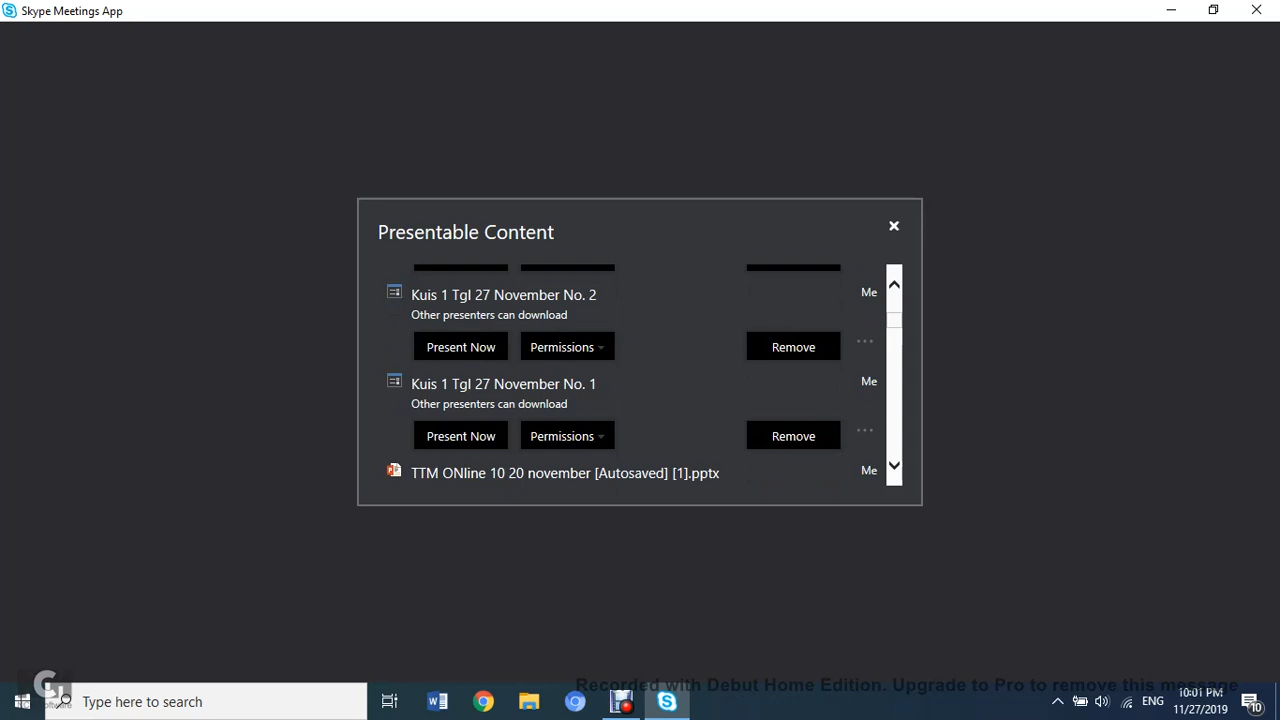 Skype Meetings App
Presentable Content
Kuis 1 Tgl 27 November No. 2
Me
Other presenters can download
Present Now
Permissions
Remove
Kuis 1 Tgl 27 November No. 1
Me
Other presenters can download
Present Now
Permissions
Remove
TTM ONline 10 20 november [Autosaved] [1].pptx
Me
Recorded with Debut Home Edition. Upgrade to Pro to remove this message
Type here to search
ENG
10:01 PM
11/27/2019
10